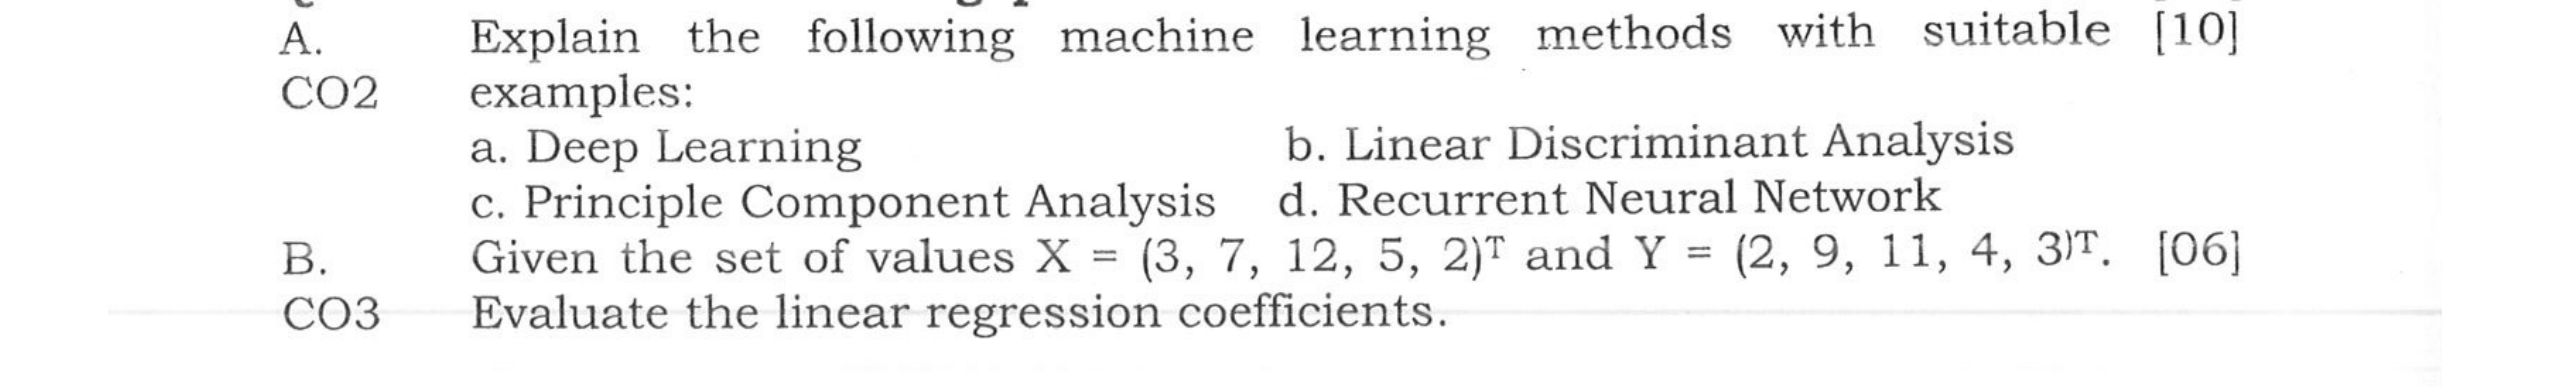 A. Explain the following machine learning methods with suitable [10]
CO2 examples:
a. Deep Learning b. Linear Discriminant Analysis
c. Principle Component Analysis d. Recurrent Neural Network
B. Given the set of values X = (3, 7, 12, 5, 2)ᵀ and Y = (2, 9, 11, 4, 3)ᵀ. [06]
CO3 Evaluate the linear regression coefficients.